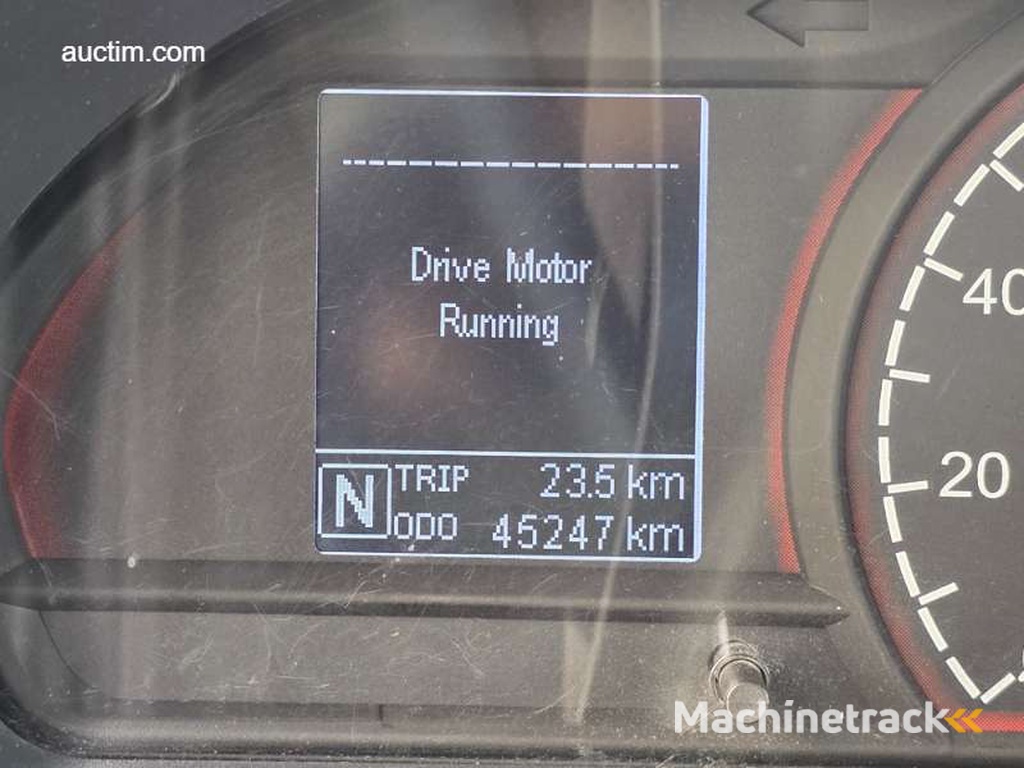 auctim.com
Drive Motor
Running
N
TRIP 23.5 km
ODO 45247 km
40
20
Machinetrack